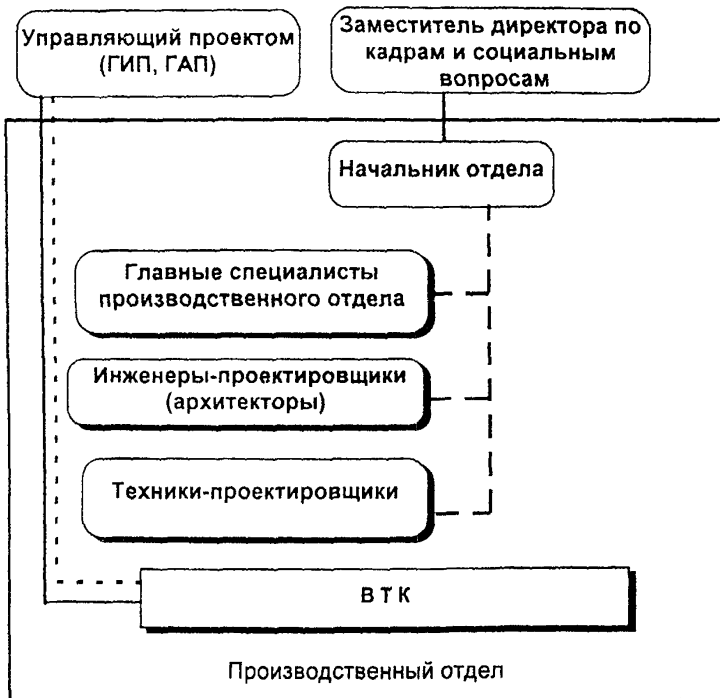 Управляющий проектом
(ГИП, ГАП)
Заместитель директора по
кадрам и социальным
вопросам
Начальник отдела
Главные специалисты
производственного отдела
Инженеры-проектировщики
(архитекторы)
Техники-проектировщики
В Т К
Производственный отдел